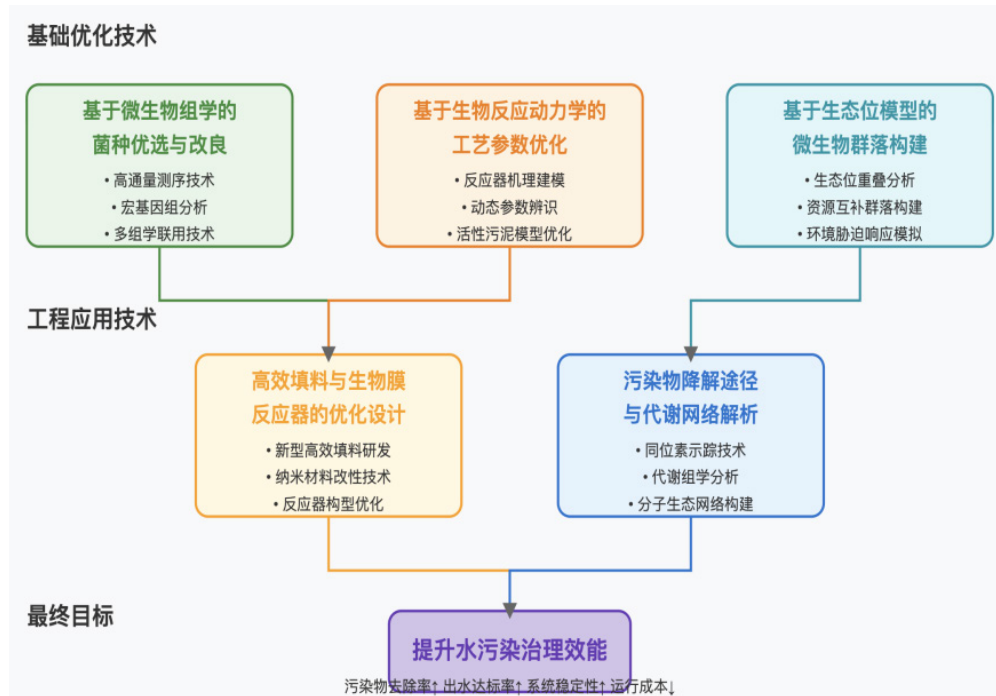 基础优化技术
基于微生物组学的
菌种优选与改良
• 高通量测序技术
• 宏基因组分析
• 多组学联用技术
基于生物反应动力学的
工艺参数优化
• 反应器机理建模
• 动态参数辨识
• 活性污泥模型优化
基于生态位模型的
微生物群落构建
• 生态位重叠分析
• 资源互补群落构建
• 环境胁迫响应模拟
工程应用技术
高效填料与生物膜
反应器的优化设计
• 新型高效填料研发
• 纳米材料改性技术
• 反应器构型优化
污染物降解途径
与代谢网络解析
• 同位素示踪技术
• 代谢组学分析
• 分子生态网络构建
最终目标
提升水污染治理效能
污染物去除率↑ 出水达标率↑ 系统稳定性↑ 运行成本↓